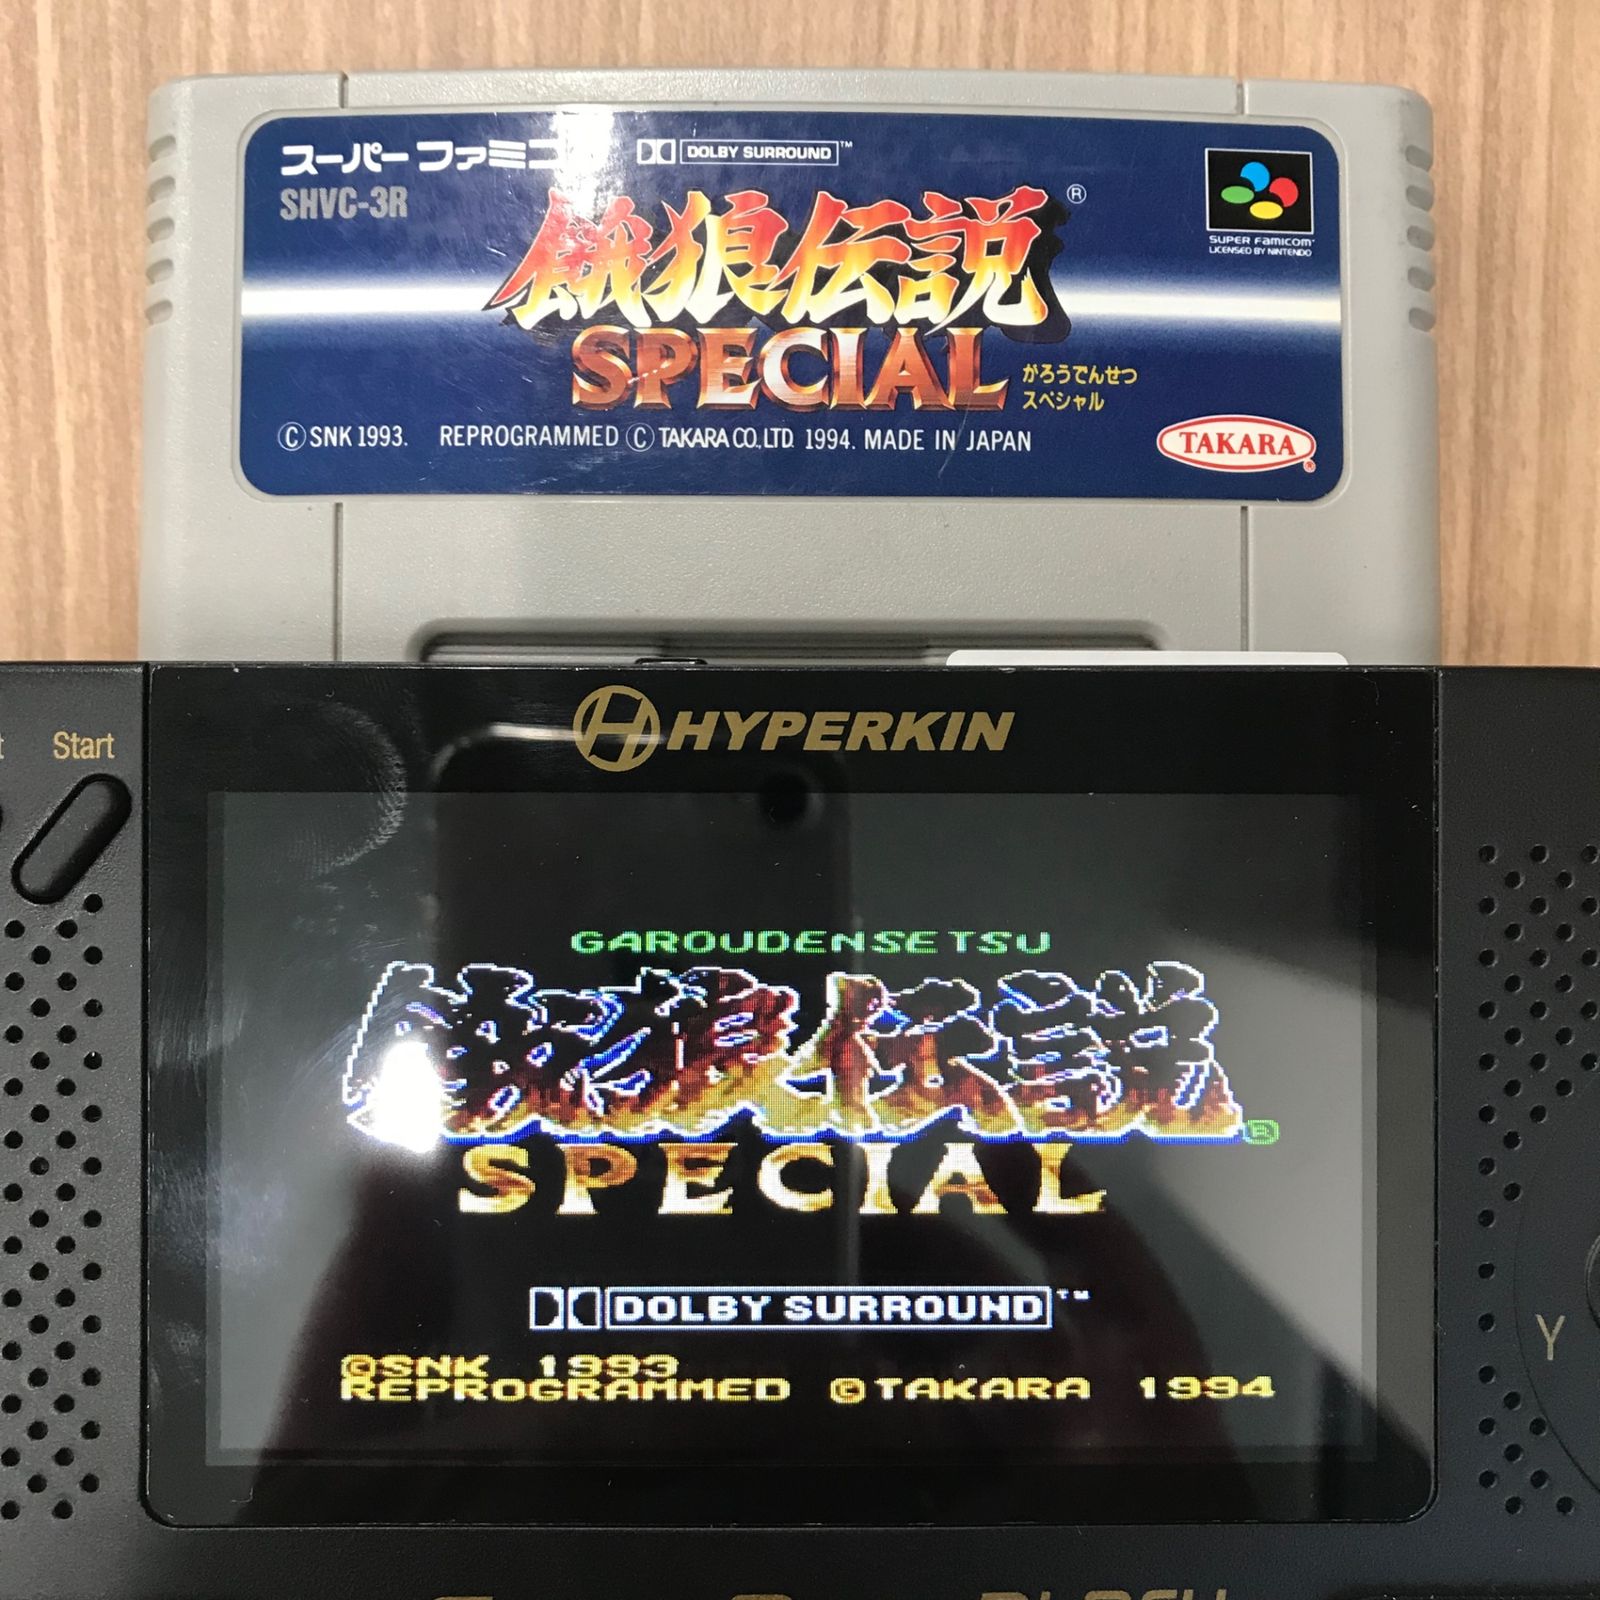 スーパーファミコ
DOLBY SURROUND™
SHVC-3R
餓狼伝説®
SPECIAL
がろうでんせつ
スペシャル
SUPER FAMICOM
LICENSED BY NINTENDO
©SNK 1993. REPROGRAMMED ©TAKARA CO.,LTD. 1994. MADE IN JAPAN
TAKARA®
HYPERKIN
Start
GAROUDENSETSU
餓狼伝説®
SPECIAL
DOLBY SURROUND™
©SNK 1993
REPROGRAMMED ©TAKARA 1994
Y